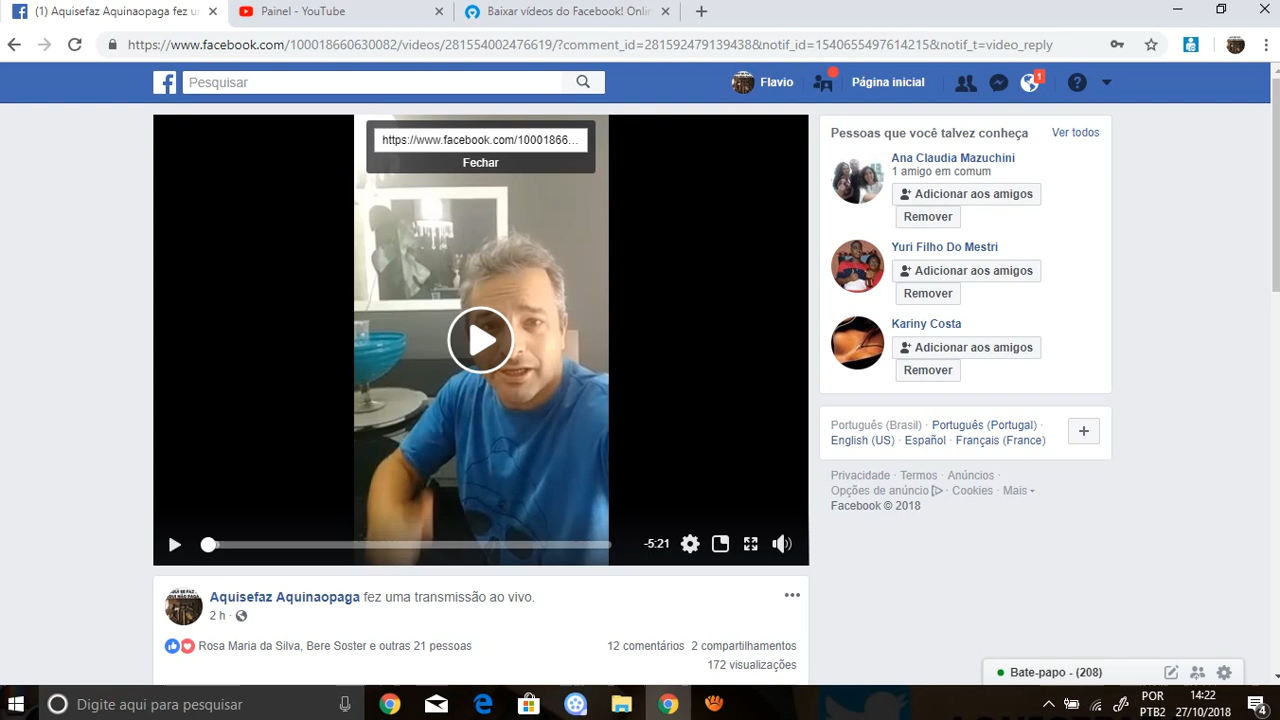 (1) Aquisefaz Aquinaopaga fez u
Painel - YouTube
Baixar vídeos do Facebook! Onli
https://www.facebook.com/100018660630082/videos/281554002476619/?comment_id=281592479139438&notif_id=1540655497614215&notif_t=video_reply
Pesquisar
Flavio
Página inicial
1
https://www.facebook.com/10001866...
Fechar
Pessoas que você talvez conheça
Ver todos
Ana Claudia Mazuchini
1 amigo em comum
Adicionar aos amigos
Remover
Yuri Filho Do Mestri
Adicionar aos amigos
Remover
Kariny Costa
Adicionar aos amigos
Remover
Português (Brasil) · Português (Portugal) ·
English (US) · Español · Français (France)
Privacidade · Termos · Anúncios ·
Opções de anúncio · Cookies · Mais
Facebook © 2018
-5:21
Aquisefaz Aquinaopaga fez uma transmissão ao vivo.
2 h ·
Rosa Maria da Silva, Bere Soster e outras 21 pessoas
12 comentários 2 compartilhamentos
172 visualizações
Bate-papo - (208)
Digite aqui para pesquisar
POR
PTB2
14:22
27/10/2018
4